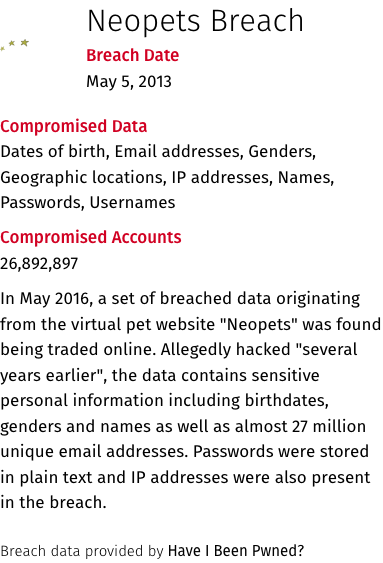 Neopets Breach
Breach Date
May 5, 2013
Compromised Data
Dates of birth, Email addresses, Genders,
Geographic locations, IP addresses, Names,
Passwords, Usernames
Compromised Accounts
26,892,897
In May 2016, a set of breached data originating
from the virtual pet website "Neopets" was found
being traded online. Allegedly hacked "several
years earlier", the data contains sensitive
personal information including birthdates,
genders and names as well as almost 27 million
unique email addresses. Passwords were stored
in plain text and IP addresses were also present
in the breach.
Breach data provided by Have I Been Pwned?